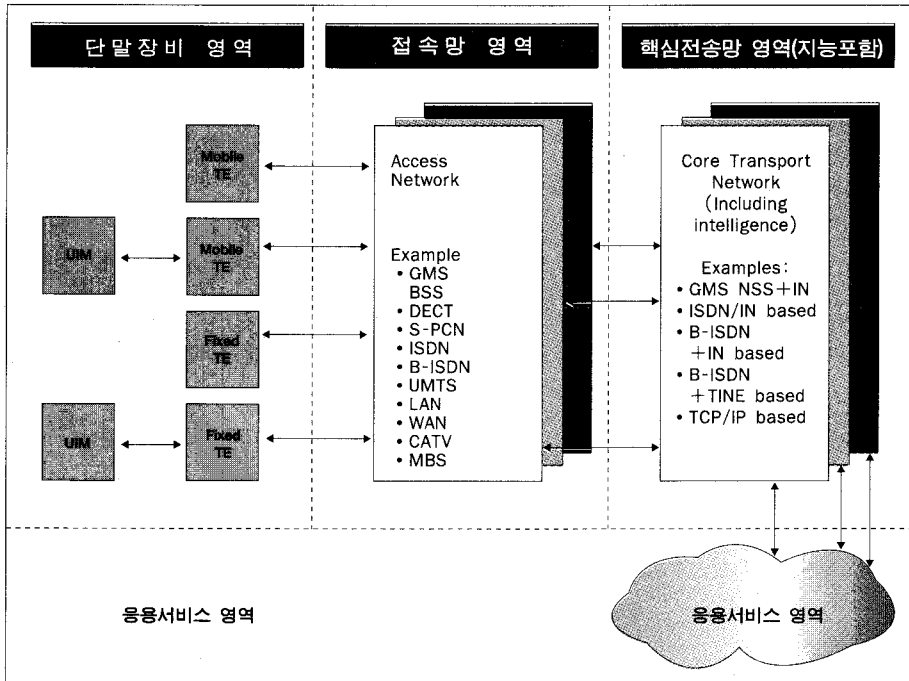 단말장비 영역
접속망 영역
핵심전송망 영역(지능포함)
Mobile
TE
UIM
Mobile
TE
Fixed
TE
UIM
Fixed
TE
Access
Network
Example
• GMS
BSS
• DECT
• S-PCN
• ISDN
• B-ISDN
• UMTS
• LAN
• WAN
• CATV
• MBS
Core Transport
Network
(Including
intelligence)
Examples:
• GMS NSS+IN
• ISDN/IN based
• B-ISDN
+IN based
• B-ISDN
+TINE based
• TCP/IP based
응용서비스 영역
응용서비스 영역